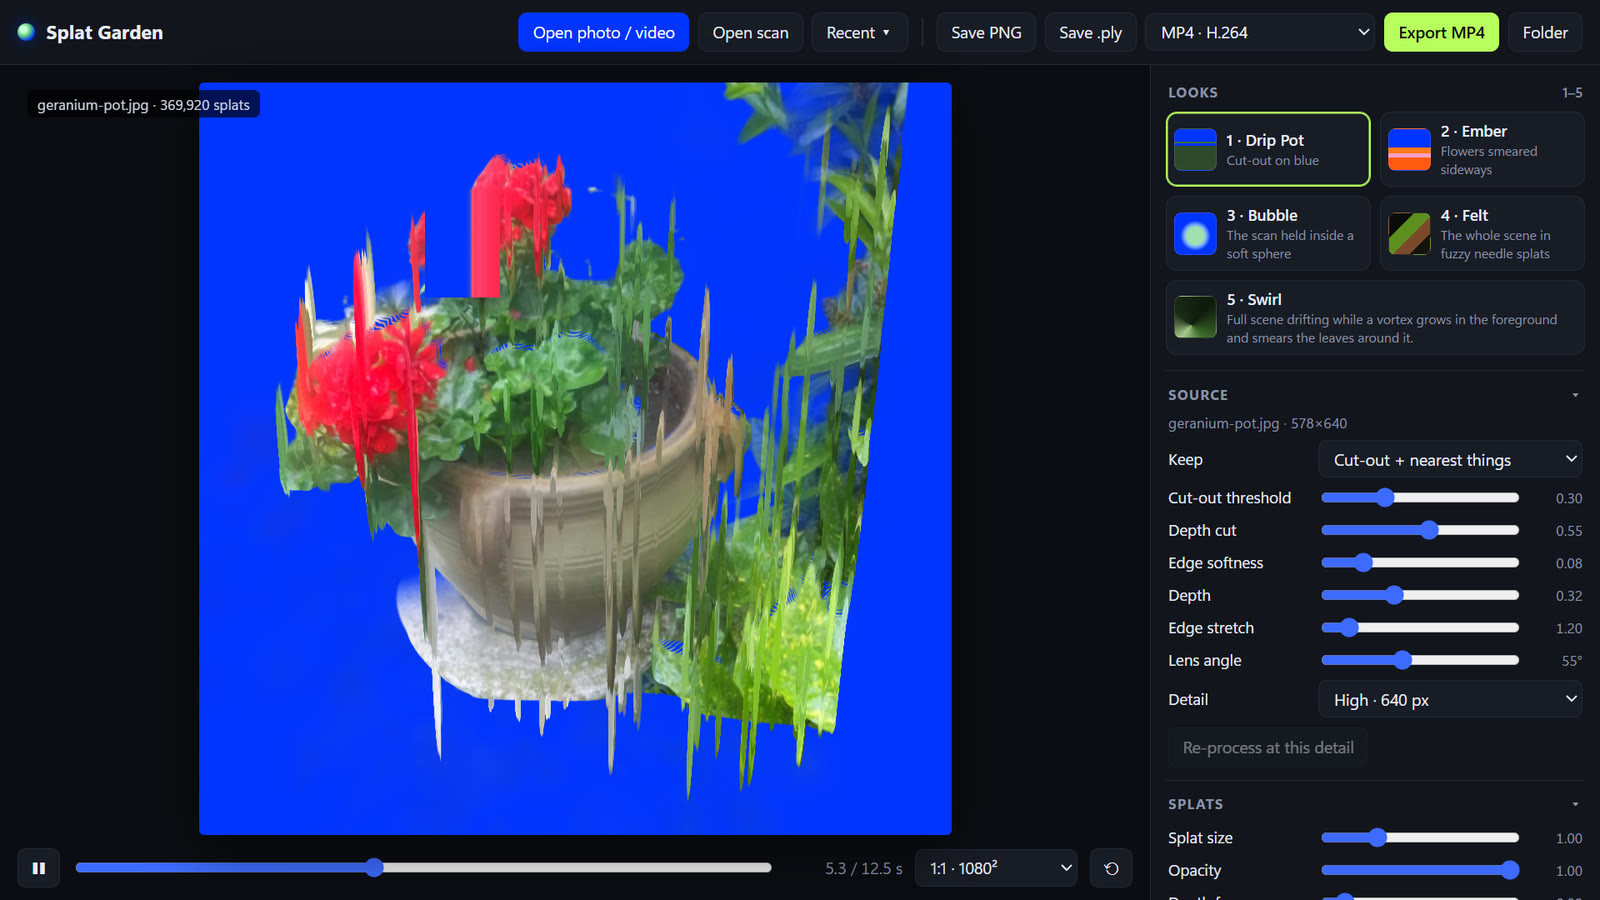 Splat Garden
Open photo / video
Open scan
Recent ▾
Save PNG
Save .ply
MP4 · H.264
Export MP4
Folder
geranium-pot.jpg · 369,920 splats
LOOKS
1–5
1 · Drip Pot
Cut-out on blue
2 · Ember
Flowers smeared
sideways
3 · Bubble
The scan held inside a
soft sphere
4 · Felt
The whole scene in
fuzzy needle splats
5 · Swirl
Full scene drifting while a vortex grows in the foreground
and smears the leaves around it.
SOURCE
geranium-pot.jpg · 578×640
Keep
Cut-out + nearest things
Cut-out threshold
0.30
Depth cut
0.55
Edge softness
0.08
Depth
0.32
Edge stretch
1.20
Lens angle
55°
Detail
High · 640 px
Re-process at this detail
SPLATS
Splat size
1.00
Opacity
1.00
5.3 / 12.5 s
1:1 · 1080²